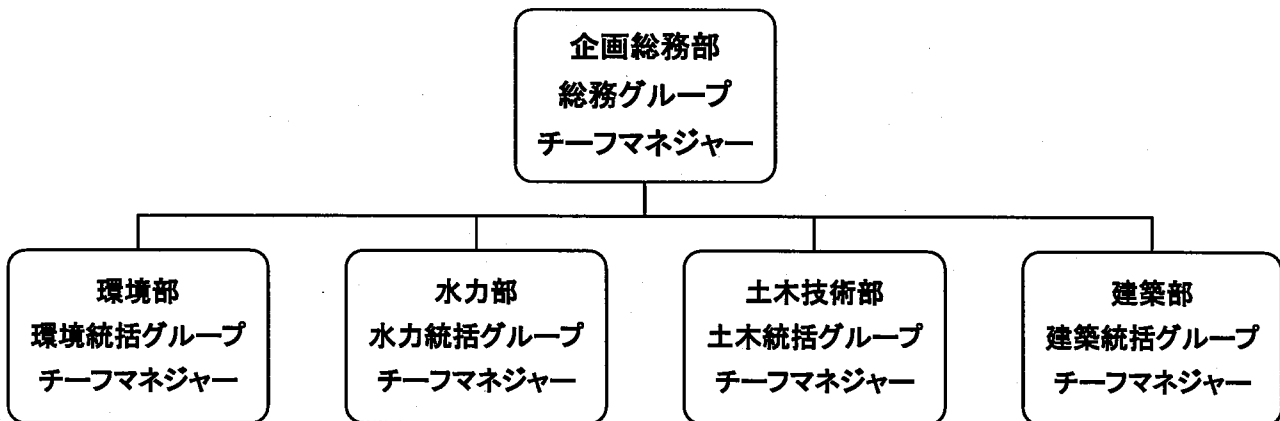 企画総務部
総務グループ
チーフマネジャー
環境部
環境統括グループ
チーフマネジャー
水力部
水力統括グループ
チーフマネジャー
土木技術部
土木統括グループ
チーフマネジャー
建築部
建築統括グループ
チーフマネジャー